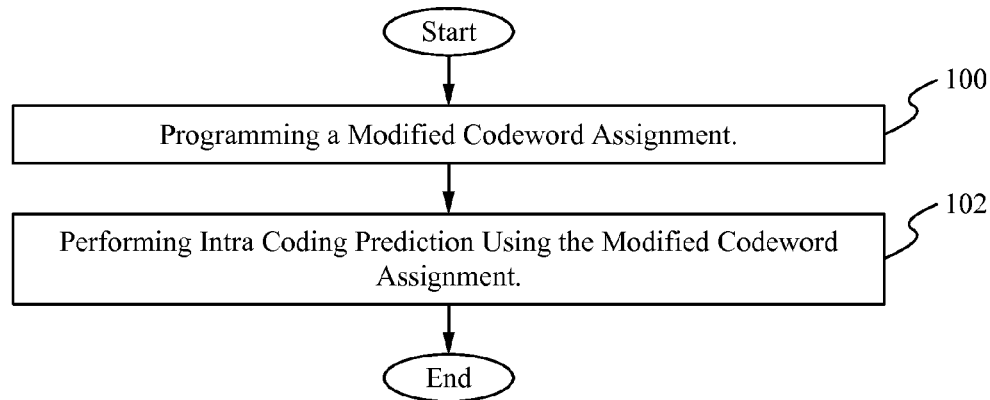 Start
100
Programming a Modified Codeword Assignment.
102
Performing Intra Coding Prediction Using the Modified Codeword
Assignment.
End